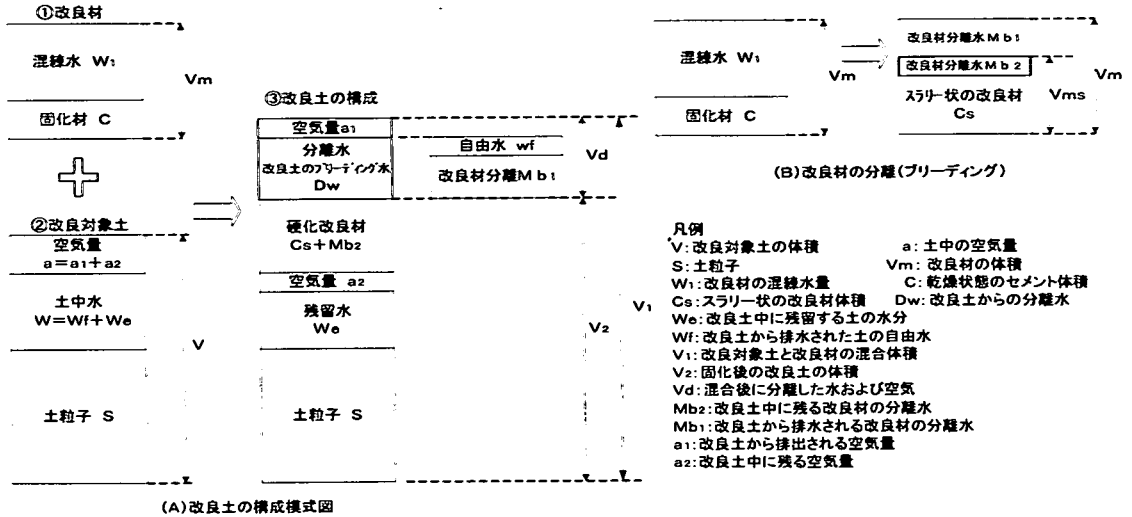 ①改良材
混練水 W1
固化材 C
Vm
②改良対象土
空気量
a=a1+a2
土中水
W=Wf+We
土粒子 S
V
③改良土の構成
空気量a1
分離水
改良土のブリーディング水
Dw
自由水 wf
改良材分離Mb1
Vd
硬化改良材
Cs+Mb2
空気量 a2
残留水
We
土粒子 S
V2
V1
(A)改良土の構成模式図
混練水 W1
固化材 C
Vm
改良材分離水Mb1
改良材分離水Mb2
スラリー状の改良材
Cs
Vms
Vm
(B)改良材の分離(ブリーディング)
凡例
V:改良対象土の体積 a:土中の空気量
S:土粒子 Vm:改良材の体積
W1:改良材の混練水量 C:乾燥状態のセメント体積
Cs:スラリー状の改良材体積 Dw:改良土からの分離水
We:改良土中に残留する土の水分
Wf:改良土から排水された土の自由水
V1:改良対象土と改良材の混合体積
V2:固化後の改良土の体積
Vd:混合後に分離した水および空気
Mb2:改良土中に残る改良材の分離水
Mb1:改良土から排水される改良材の分離水
a1:改良土から排出される空気量
a2:改良土中に残る空気量